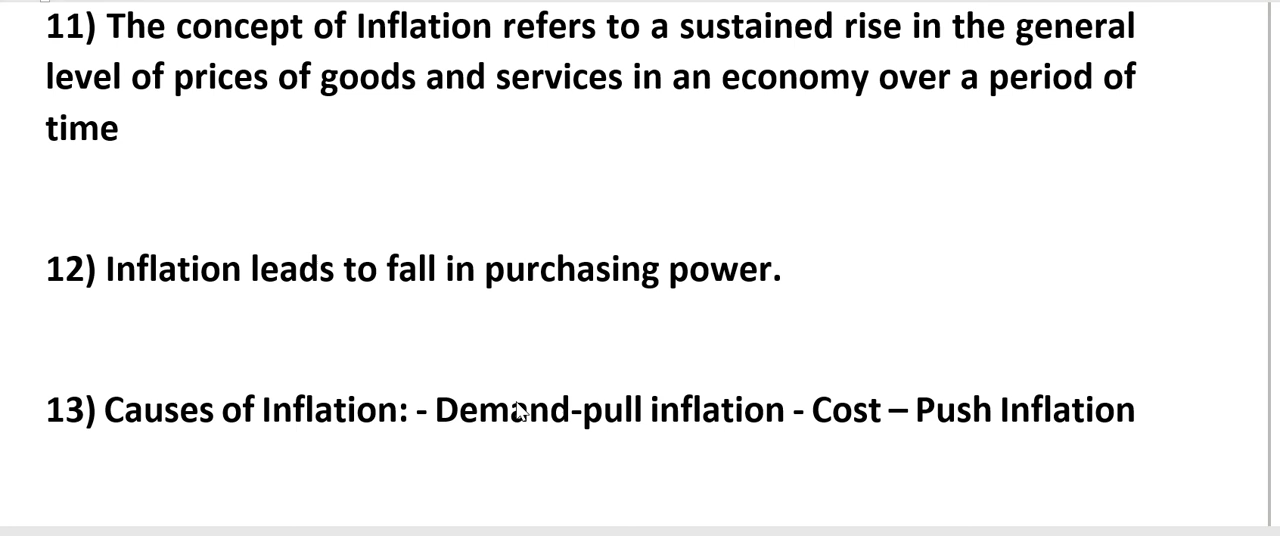 11) The concept of Inflation refers to a sustained rise in the general
level of prices of goods and services in an economy over a period of
time
12) Inflation leads to fall in purchasing power.
13) Causes of Inflation: - Demand-pull inflation - Cost – Push Inflation